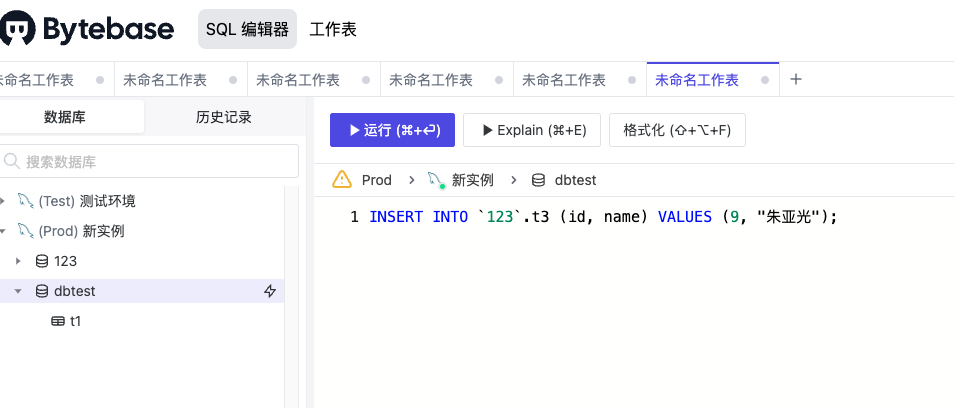 Bytebase SQL 编辑器 工作表
未命名工作表 未命名工作表 未命名工作表 未命名工作表 未命名工作表 未命名工作表 +
数据库 历史记录
运行 (⌘+⏎) Explain (⌘+E) 格式化 (⇧+⌥+F)
搜索数据库
Prod > 新实例 > dbtest
(Test) 测试环境
(Prod) 新实例
123
dbtest
t1
1 INSERT INTO `123`.t3 (id, name) VALUES (9, "朱亚光");